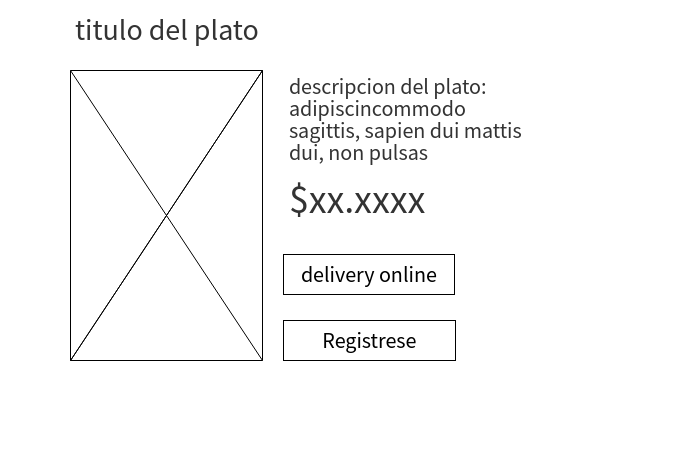 titulo del plato
descripcion del plato:
adipiscincommodo
sagittis, sapien dui mattis
dui, non pulsas
$xx.xxxx
delivery online
Registrese